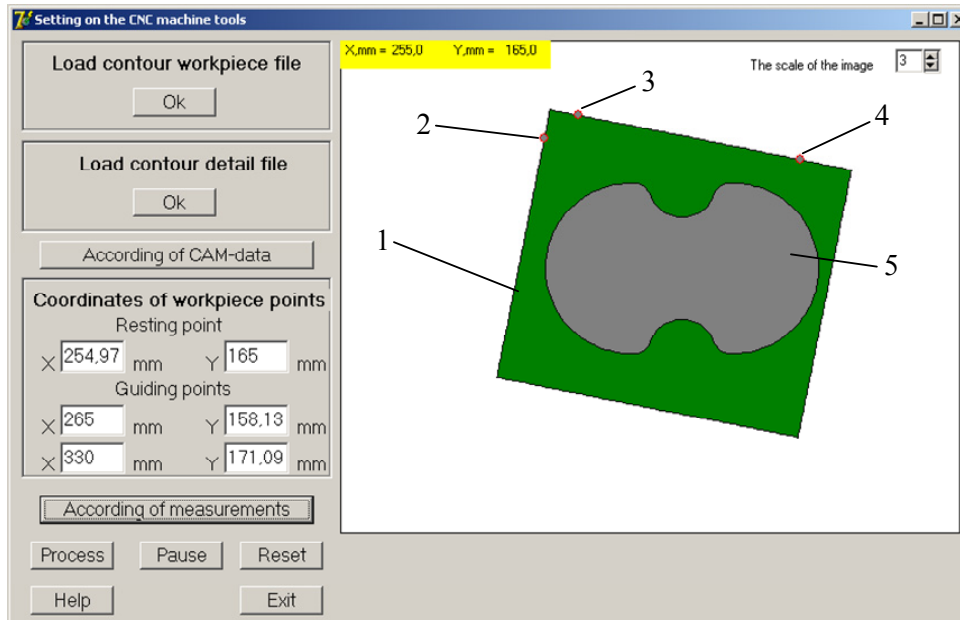 Setting on the CNC machine tools
Load contour workpiece file
Ok
Load contour detail file
Ok
According of CAM-data
Coordinates of workpiece points
Resting point
X 254,97 mm Y 165 mm
Guiding points
X 265 mm Y 158,13 mm
X 330 mm Y 171,09 mm
According of measurements
Process Pause Reset
Help Exit
X,mm = 255,0 Y,mm = 165,0
The scale of the image 3
3
2
4
1
5